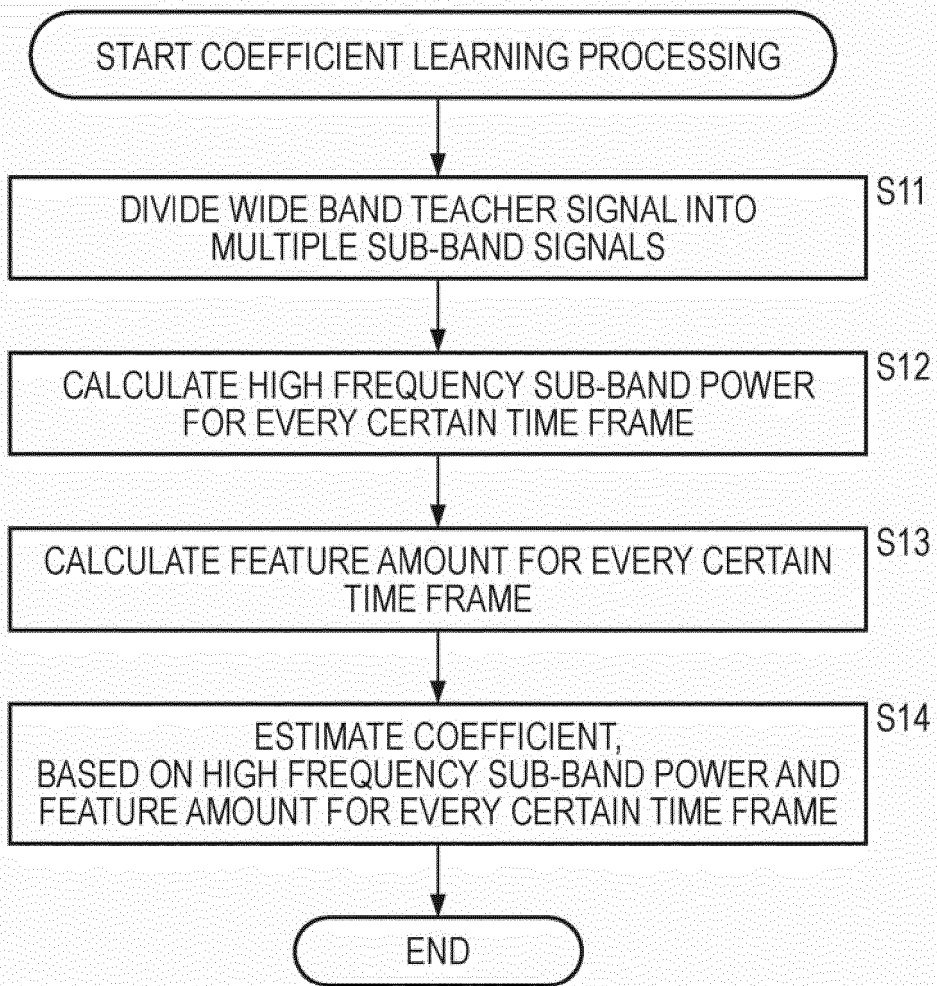 START COEFFICIENT LEARNING PROCESSING
S11
DIVIDE WIDE BAND TEACHER SIGNAL INTO
MULTIPLE SUB-BAND SIGNALS
S12
CALCULATE HIGH FREQUENCY SUB-BAND POWER
FOR EVERY CERTAIN TIME FRAME
S13
CALCULATE FEATURE AMOUNT FOR EVERY CERTAIN
TIME FRAME
S14
ESTIMATE COEFFICIENT,
BASED ON HIGH FREQUENCY SUB-BAND POWER AND
FEATURE AMOUNT FOR EVERY CERTAIN TIME FRAME
END